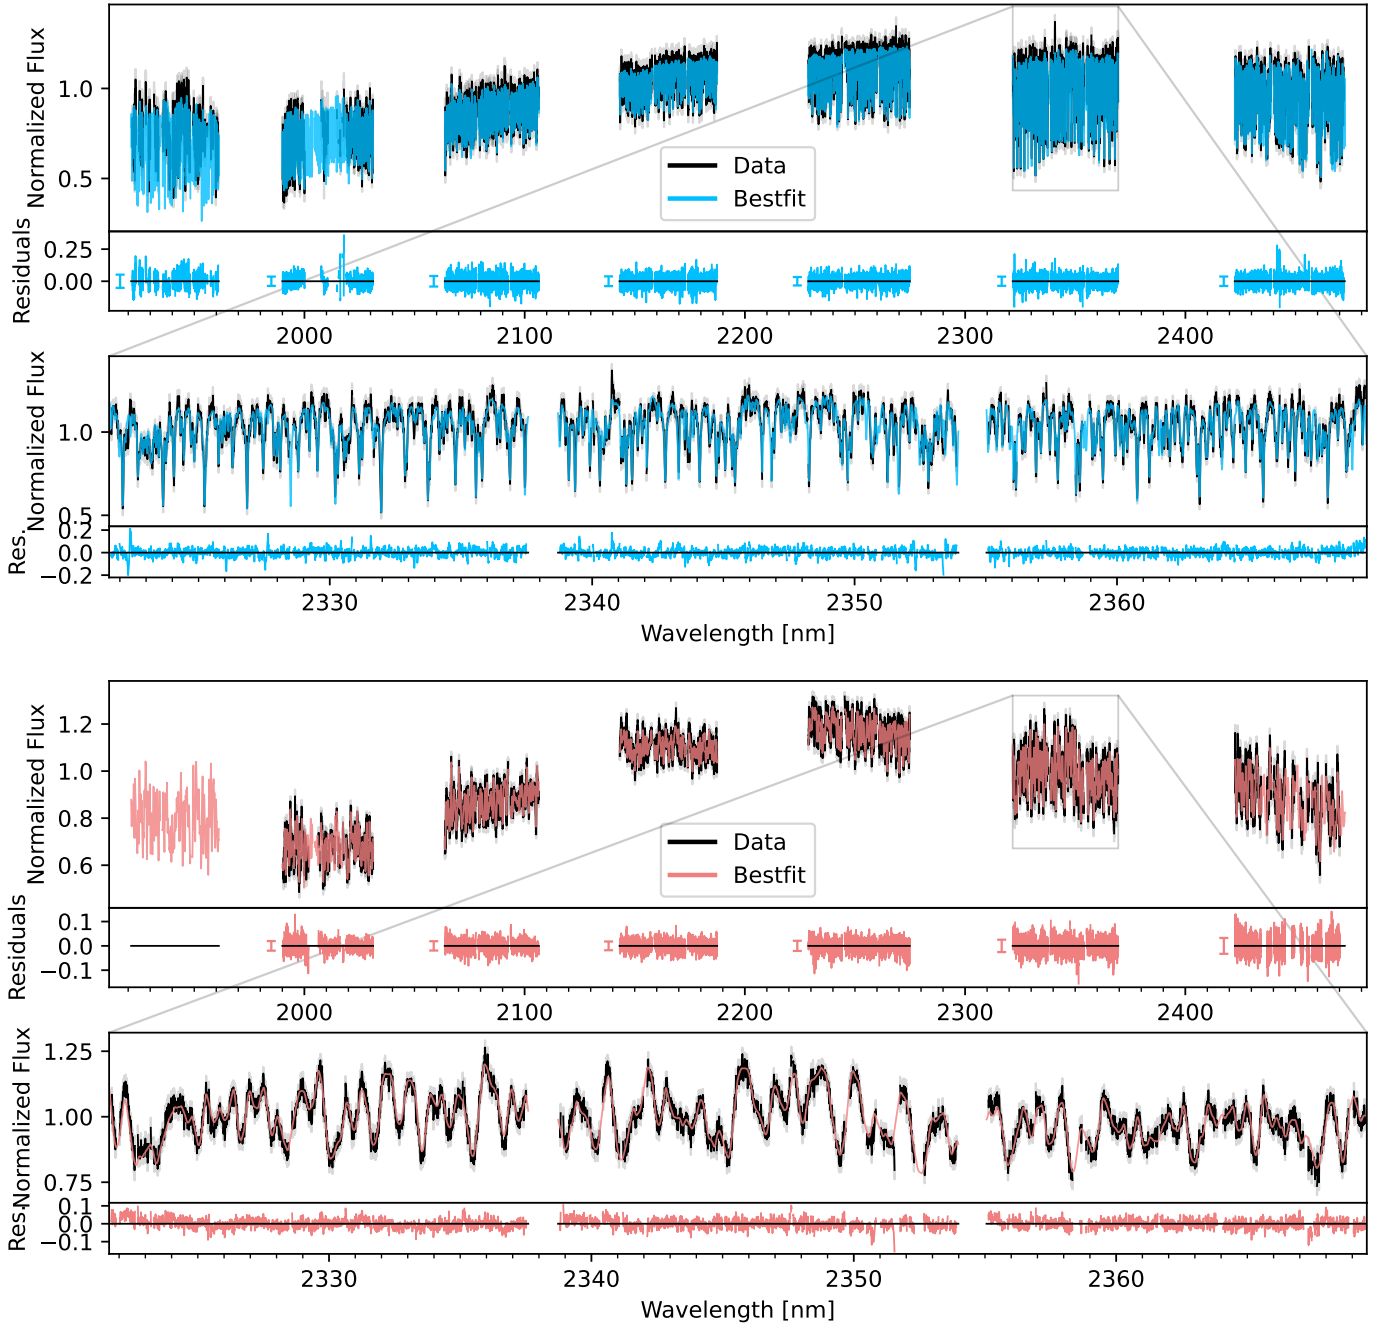 Normalized Flux
1.0
0.5
Data
Bestfit
Residuals
0.25
0.00
2000 2100 2200 2300 2400
Normalized Flux
1.0
0.5
Res.
0.2
0.0
−0.2
2330 2340 2350 2360
Wavelength [nm]
Normalized Flux
1.2
1.0
0.8
0.6
Data
Bestfit
Residuals
0.1
0.0
−0.1
2000 2100 2200 2300 2400
Normalized Flux
1.25
1.00
0.75
Res.
0.1
0.0
−0.1
2330 2340 2350 2360
Wavelength [nm]